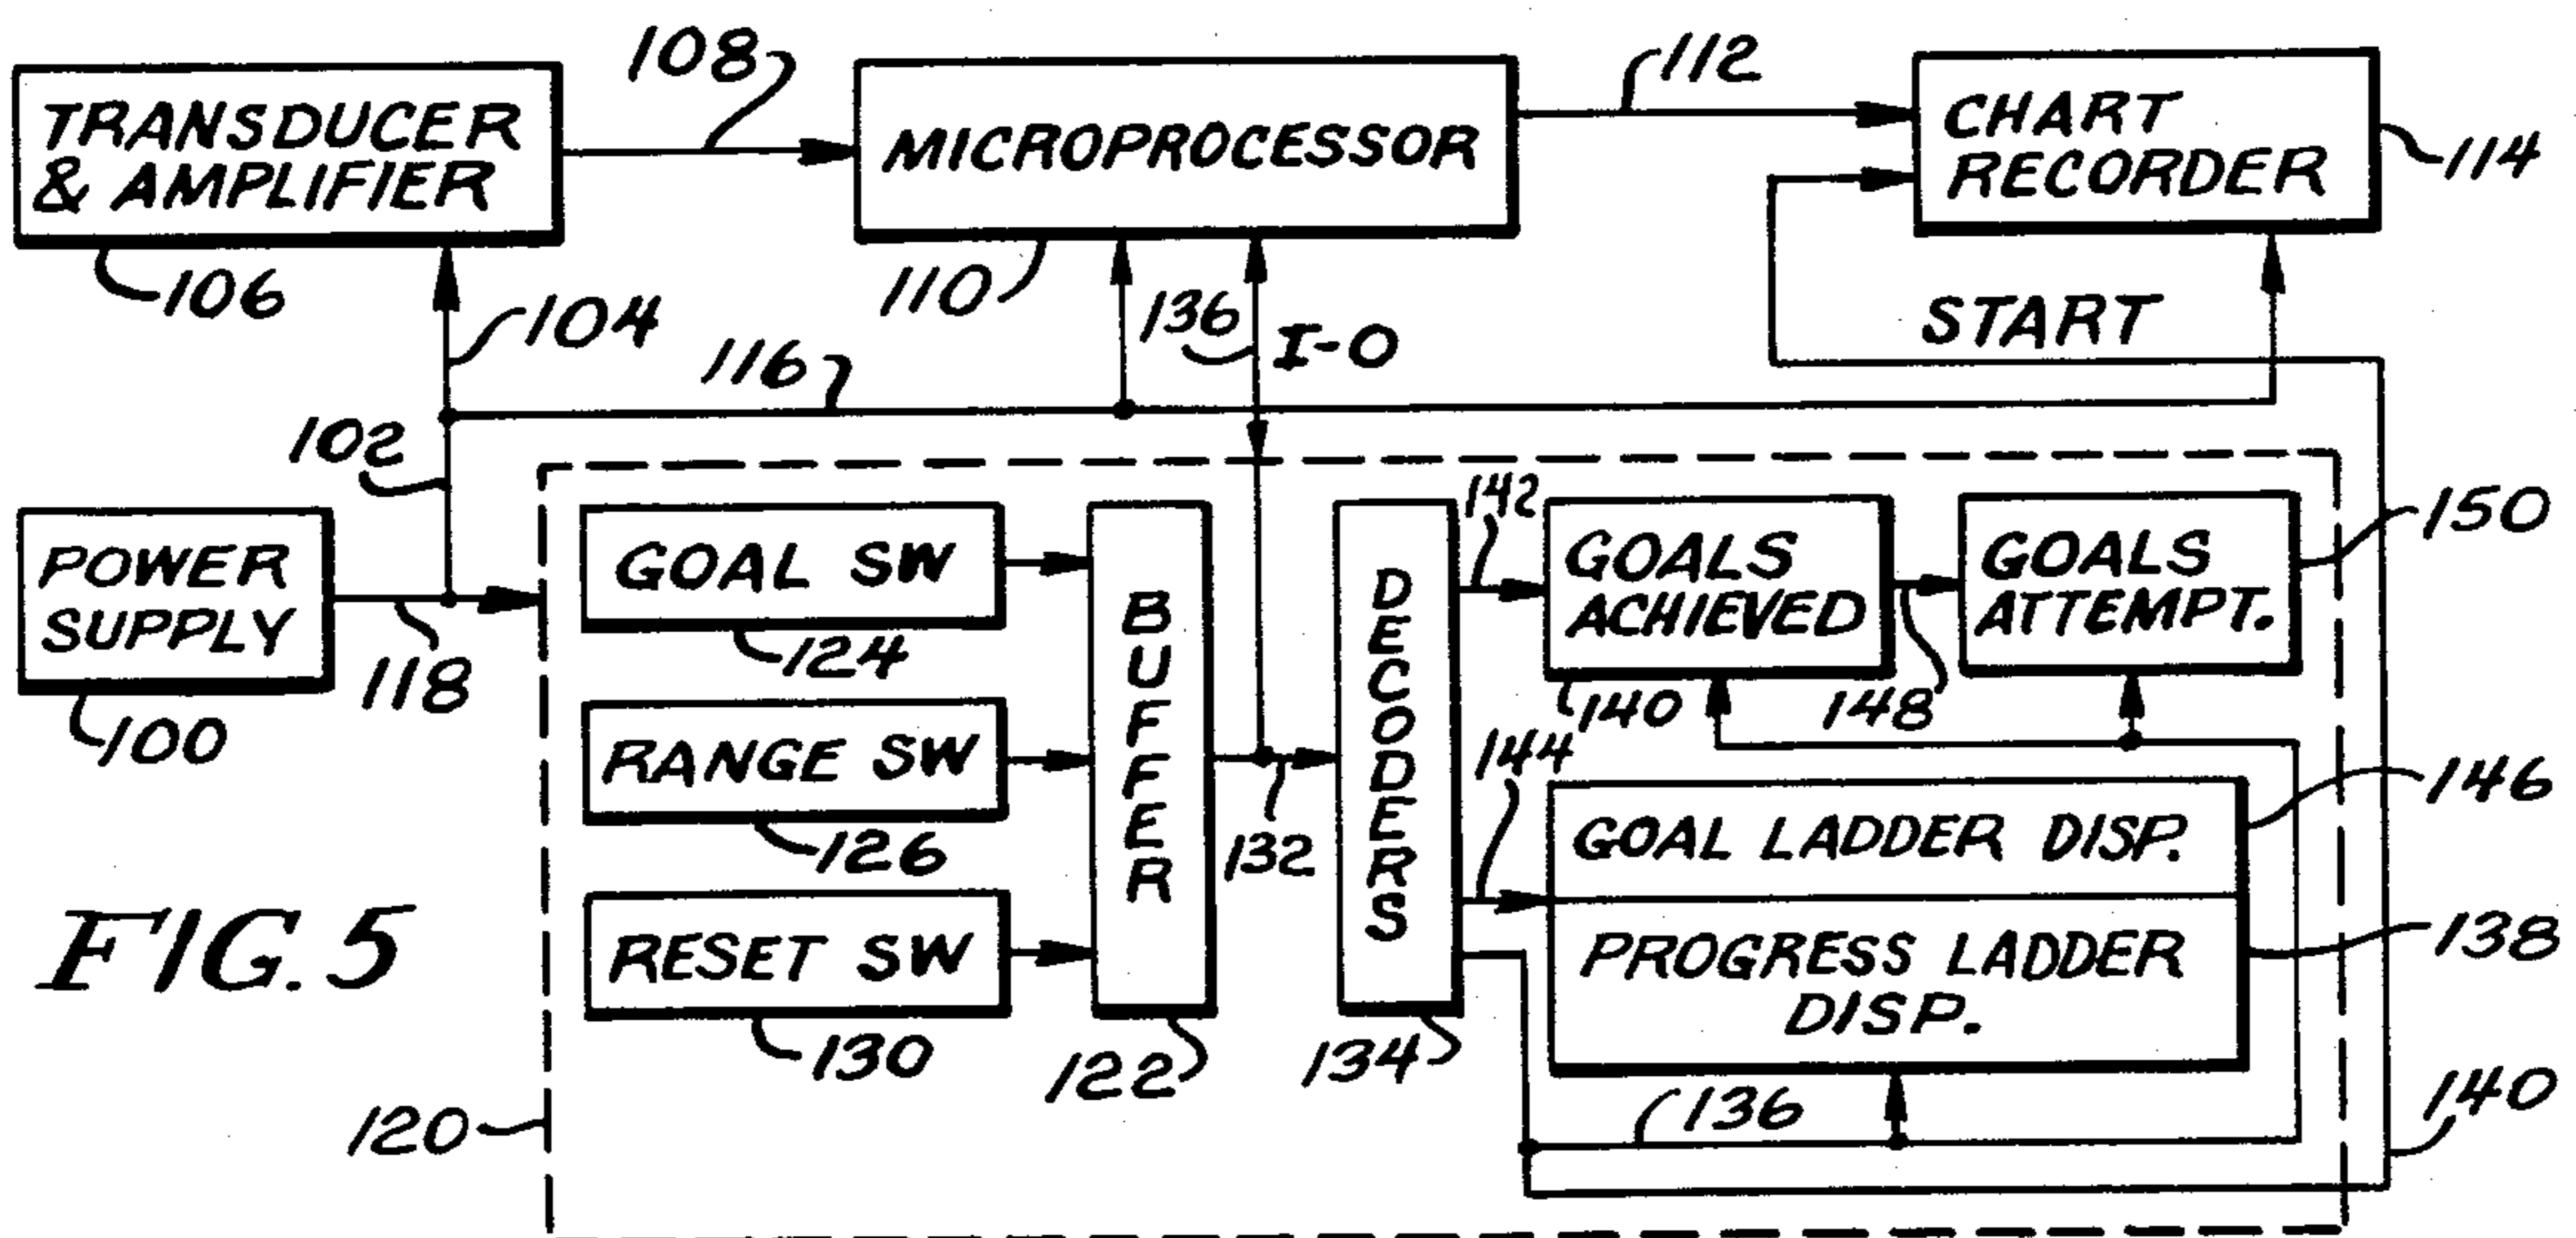 108
112
TRANSDUCER
& AMPLIFIER
MICROPROCESSOR
CHART
RECORDER
114
106
104
110
136
I-O
START
116
102
POWER
SUPPLY
118
100
GOAL SW
124
RANGE SW
126
RESET SW
130
BUFFER
122
132
DECODERS
134
142
GOALS
ACHIEVED
140
148
GOALS
ATTEMPT.
150
144
GOAL LADDER DISP.
146
PROGRESS LADDER
DISP.
138
136
140
120
FIG. 5